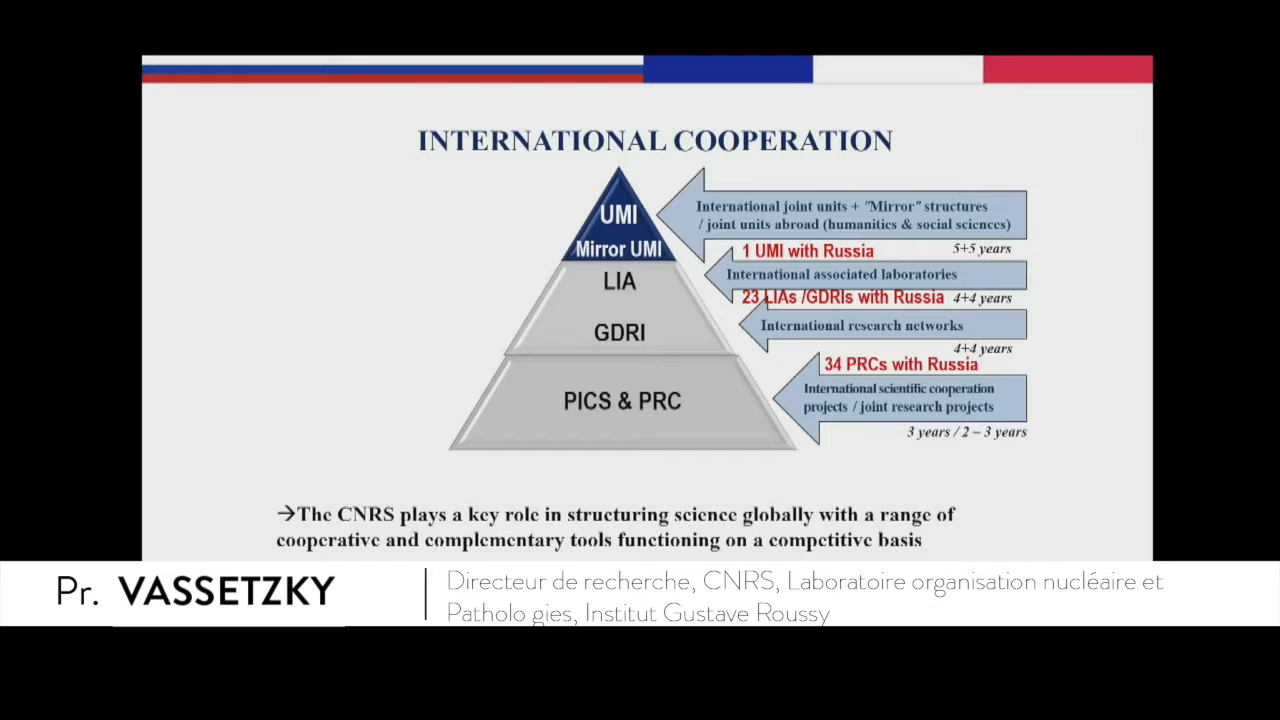 INTERNATIONAL COOPERATION
UMI
Mirror UMI
LIA
GDRI
PICS & PRC
International joint units + "Mirror" structures
/ joint units abroad (humanities & social sciences)
1 UMI with Russia
5+5 years
International associated laboratories
23 LIAs /GDRIs with Russia
4+4 years
International research networks
4+4 years
34 PRCs with Russia
International scientific cooperation
projects / joint research projects
3 years / 2 – 3 years
→The CNRS plays a key role in structuring science globally with a range of
cooperative and complementary tools functioning on a competitive basis
Pr. VASSETZKY
Directeur de recherche, CNRS, Laboratoire organisation nucléaire et
Patholo gies, Institut Gustave Roussy